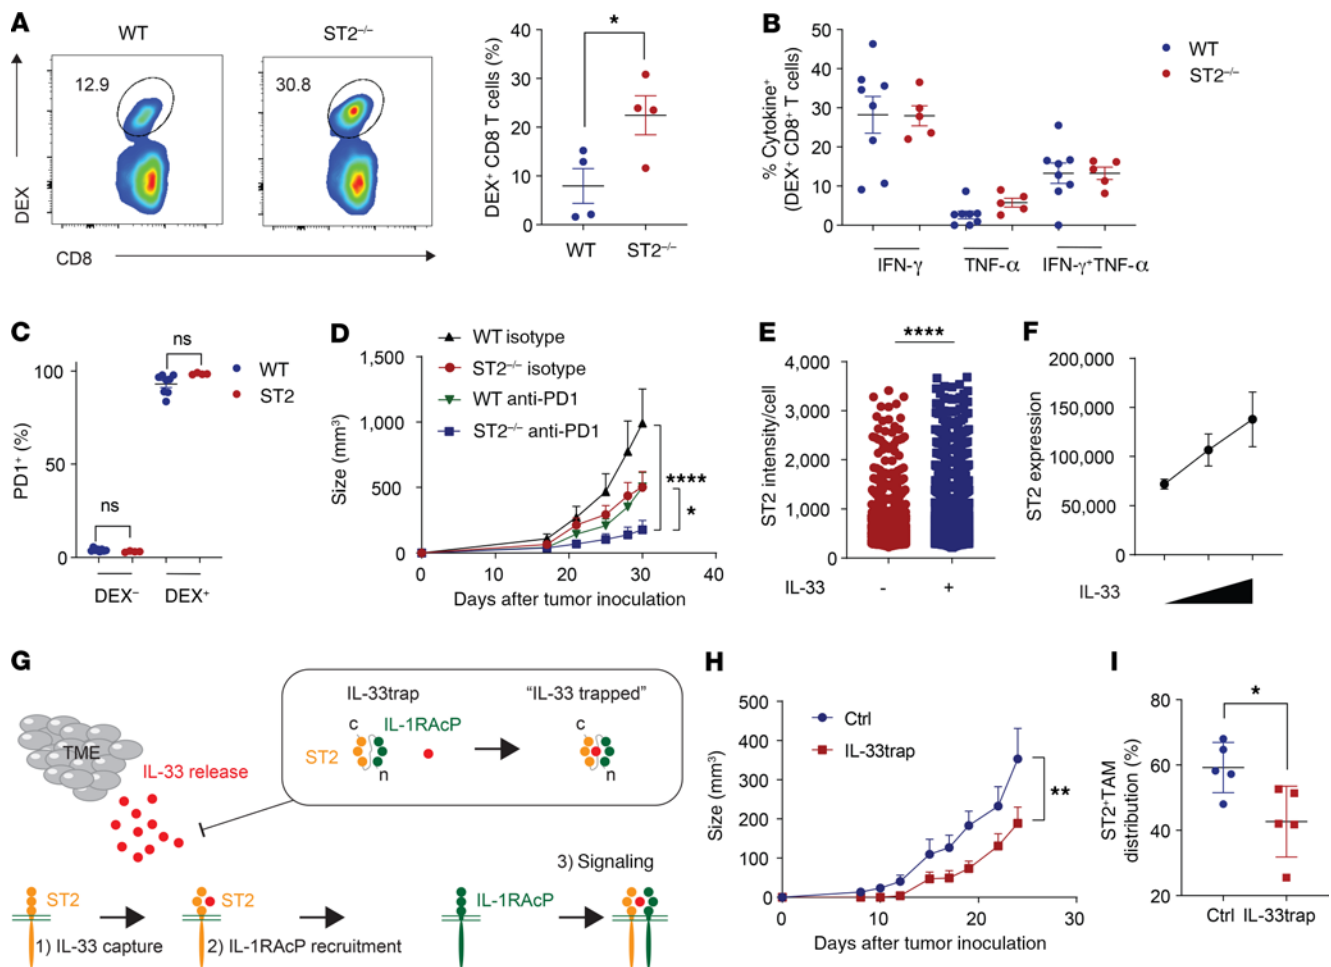 A
WT
ST2–/–
12.9
30.8
DEX
CD8
DEX+ CD8 T cells (%)
40
30
20
10
0
*
WT
ST2–/–
B
% Cytokine+
(DEX+ CD8+ T cells)
50
40
30
20
10
0
IFN-γ
TNF-α
IFN-γ+TNF-α
WT
ST2–/–
C
PD1+ (%)
100
50
0
ns
ns
WT
ST2
DEX–
DEX+
D
WT isotype
ST2–/– isotype
WT anti-PD1
ST2–/– anti-PD1
Size (mm3)
1,500
1,000
500
0
****
*
0
10
20
30
40
Days after tumor inoculation
E
****
ST2 intensity/cell
4,000
3,000
2,000
1,000
0
IL-33
-
+
F
ST2 expression
200,000
150,000
100,000
50,000
0
IL-33
G
TME
IL-33 release
IL-33trap
"IL-33 trapped"
c
IL-1RAcP
ST2
n
c
n
ST2
1) IL-33 capture
ST2
2) IL-1RAcP recruitment
IL-1RAcP
3) Signaling
H
Size (mm3)
500
400
300
200
100
0
Ctrl
IL-33trap
**
0
10
20
30
Days after tumor inoculation
I
ST2+TAM
distribution (%)
80
60
40
20
*
Ctrl
IL-33trap